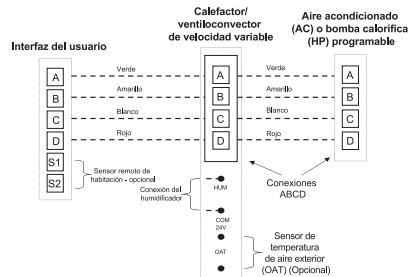 Calefactor/
ventiloconvector
de velocidad variable
Aire acondicionado
(AC) o bomba calorífica
(HP) programable
Interfaz del usuario
A
Verde
A
Verde
A
B
Amarillo
B
Amarillo
B
C
Blanco
C
Blanco
C
D
Rojo
D
Rojo
D
S1
S2
Sensor remoto de
habitación - opcional
Conexión del
humidificador
HUM
COM
24V
OAT
Conexiones
ABCD
Sensor de
temperatura
de aire exterior
(OAT) (Opcional)